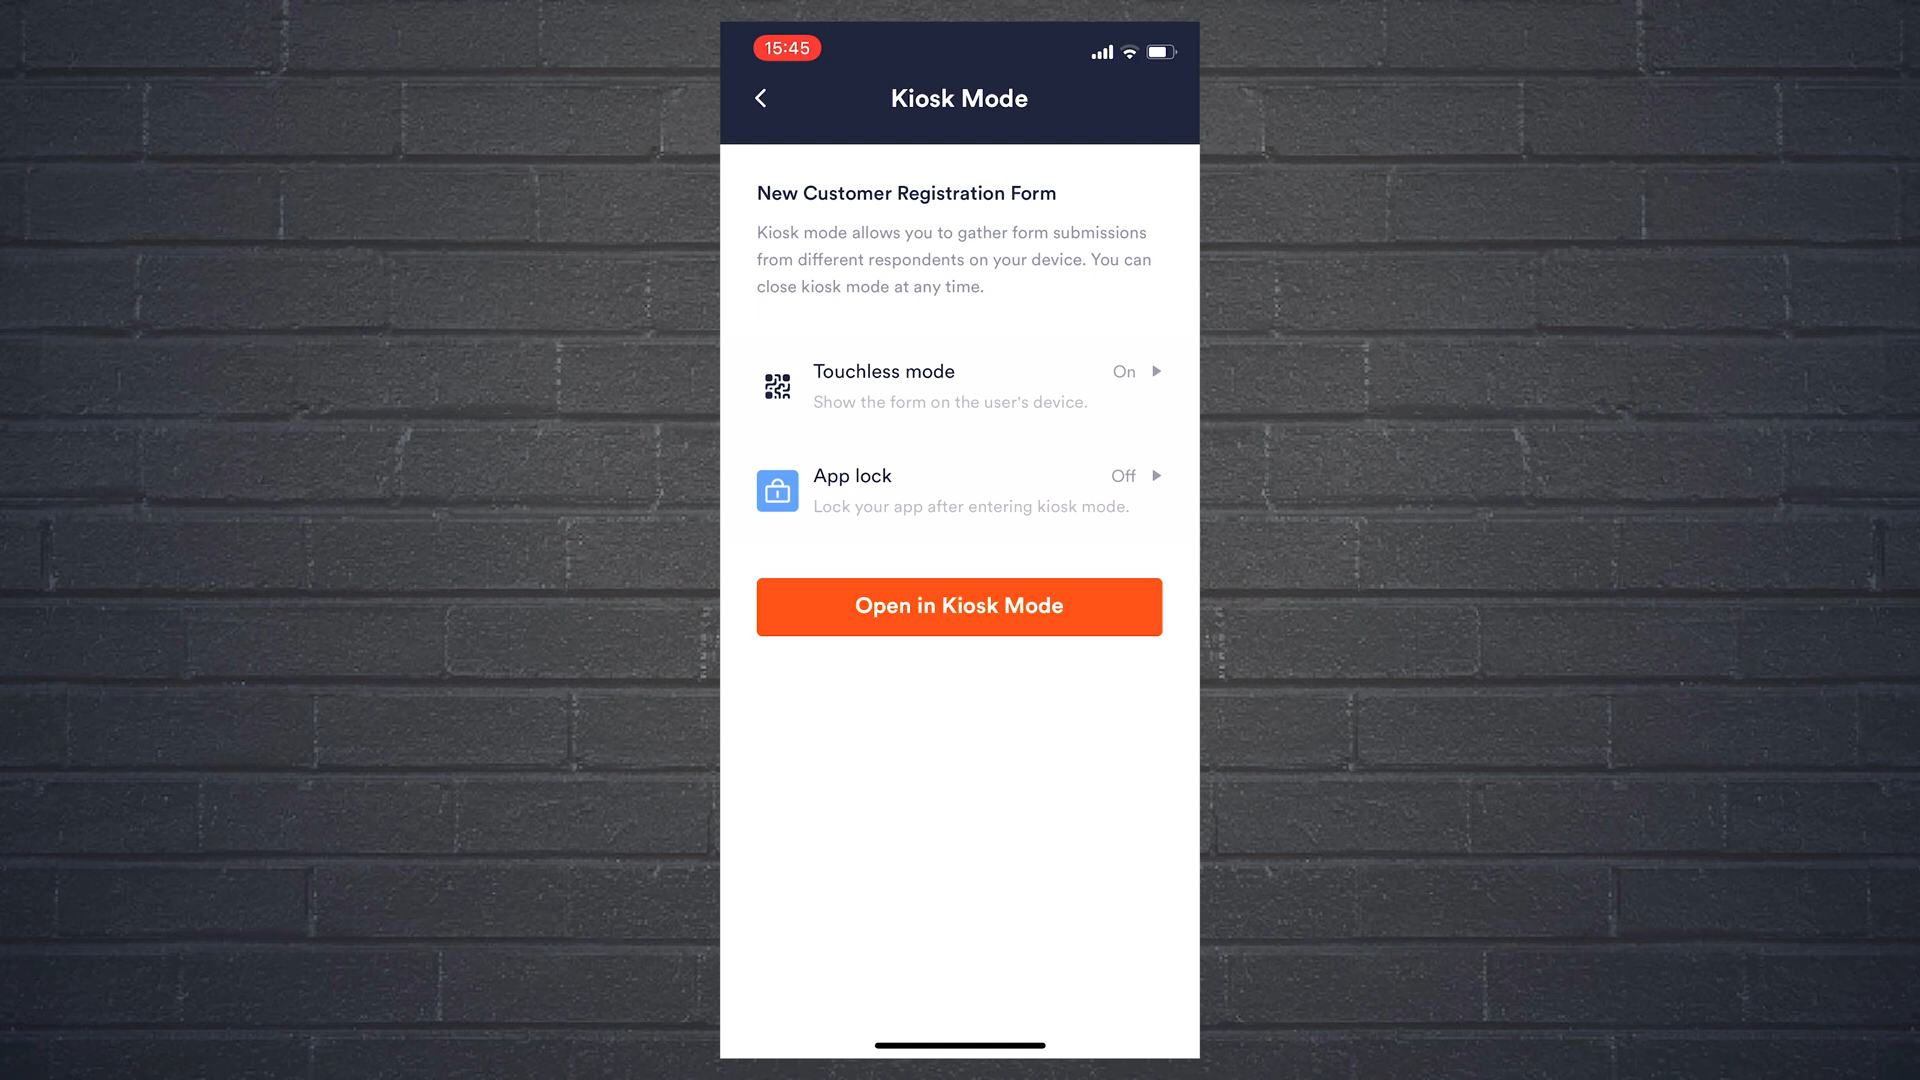 15:45
Kiosk Mode
New Customer Registration Form
Kiosk mode allows you to gather form submissions
from different respondents on your device. You can
close kiosk mode at any time.
Touchless mode On
Show the form on the user's device.
App lock Off
Lock your app after entering kiosk mode.
Open in Kiosk Mode